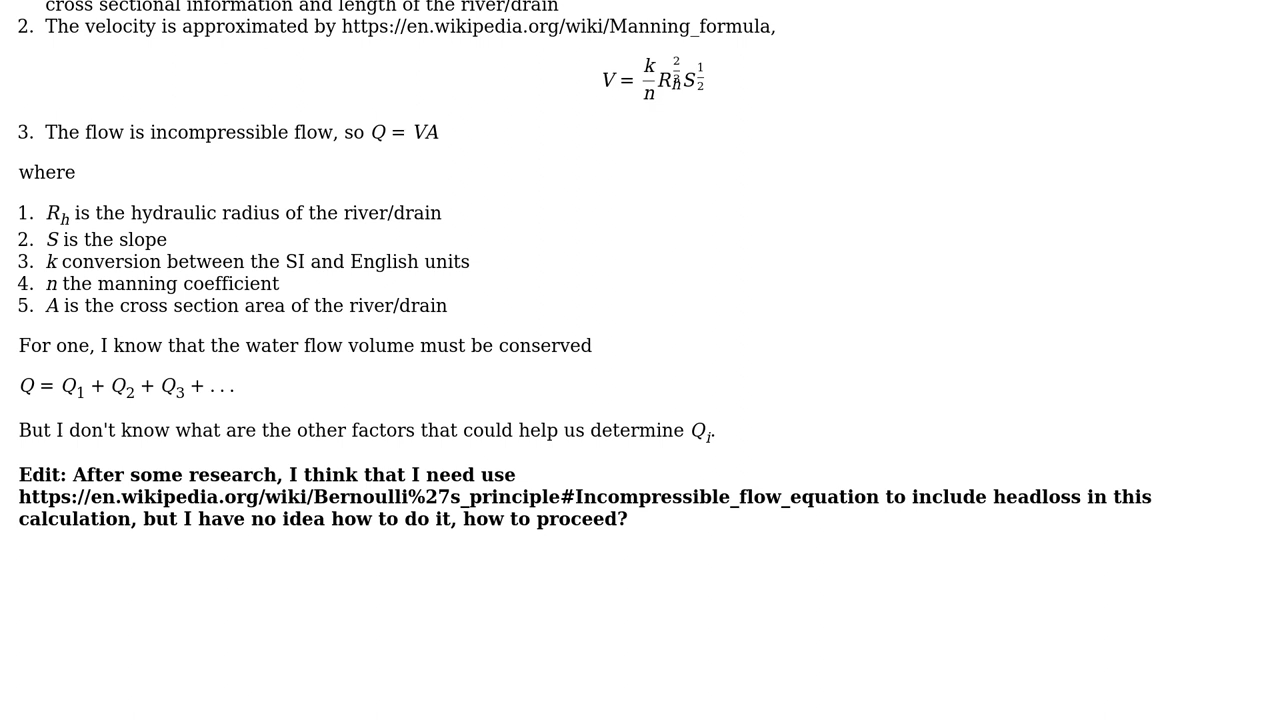 cross sectional information and length of the river/drain
2. The velocity is approximated by https://en.wikipedia.org/wiki/Manning_formula,
V = \frac{k}{n} R_h^{\frac{2}{3}} S^{\frac{1}{2}}
3. The flow is incompressible flow, so Q = VA
where
1. R_h is the hydraulic radius of the river/drain
2. S is the slope
3. k conversion between the SI and English units
4. n the manning coefficient
5. A is the cross section area of the river/drain
For one, I know that the water flow volume must be conserved
Q = Q_1 + Q_2 + Q_3 + ...
But I don't know what are the other factors that could help us determine Q_i.
Edit: After some research, I think that I need use
https://en.wikipedia.org/wiki/Bernoulli%27s_principle#Incompressible_flow_equation to include headloss in this
calculation, but I have no idea how to do it, how to proceed?